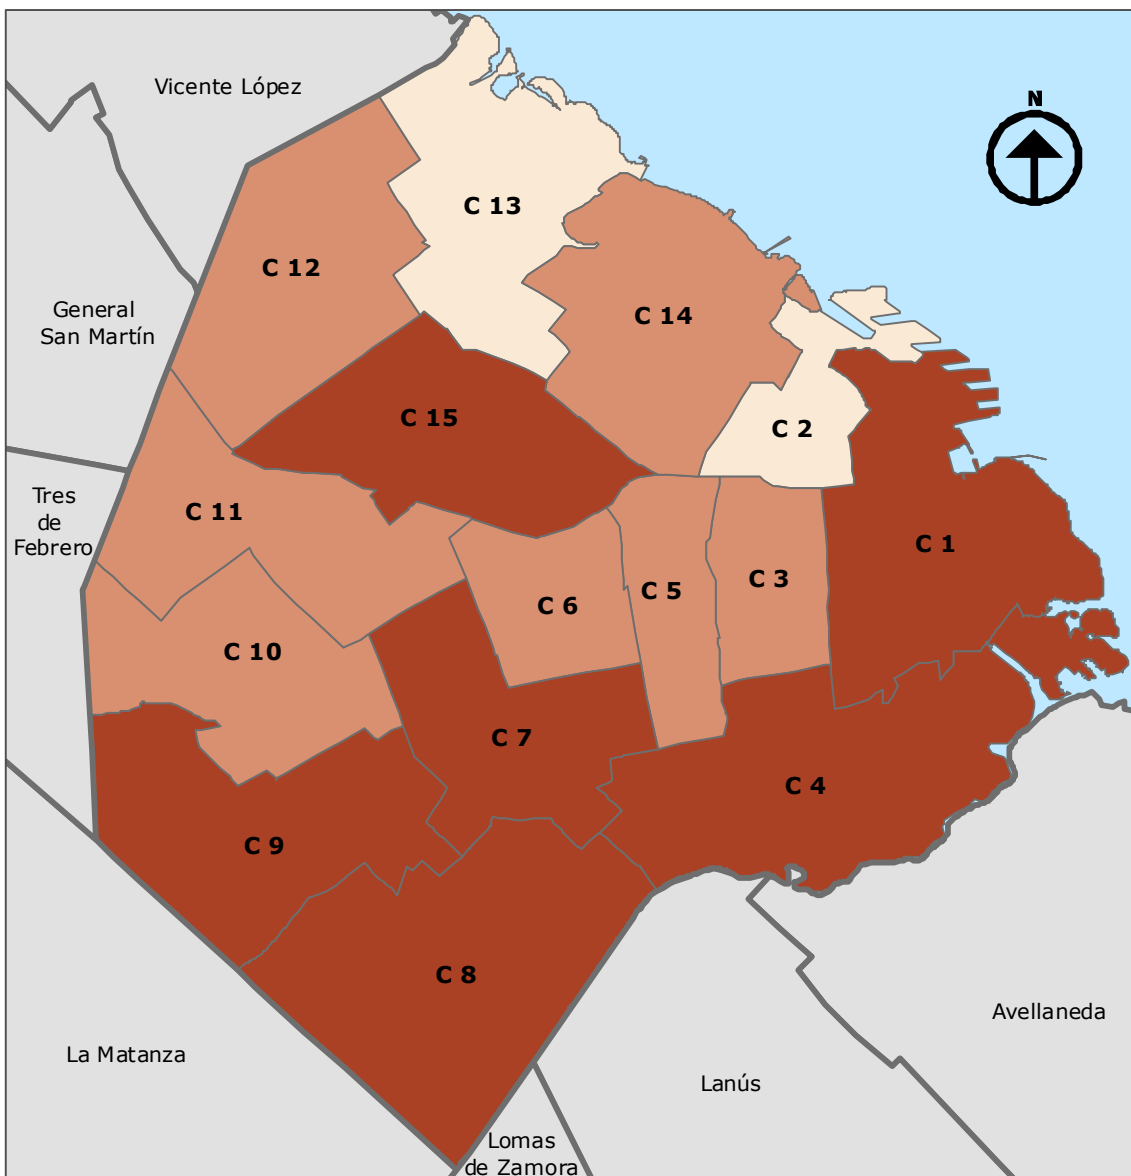 Vicente López
N
C 13
C 12
General
San Martín
C 14
C 15
C 2
Tres
de
Febrero
C 11
C 1
C 6
C 5
C 3
C 10
C 7
C 4
C 9
C 8
Avellaneda
La Matanza
Lanús
Lomas
de Zamora